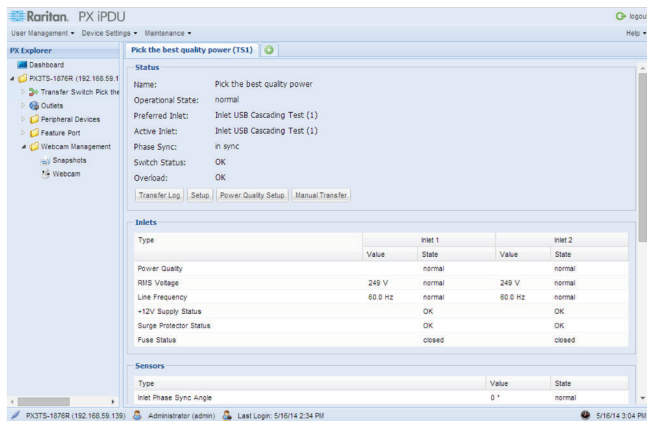 Raritan. PX iPDU
logout
User Management Device Settings Maintenance Help
PX Explorer
Dashboard
PX3TS-1876R (192.168.59.1
Transfer Switch Pick the
Outlets
Peripheral Devices
Feature Port
Webcam Management
Snapshots
Webcam
Pick the best quality power (TS1)
Status
Name: Pick the best quality power
Operational State: normal
Preferred Inlet: Inlet USB Cascading Test (1)
Active Inlet: Inlet USB Cascading Test (1)
Phase Sync: in sync
Switch Status: OK
Overload: OK
Transfer Log Setup Power Quality Setup Manual Transfer
Inlets
Type Inlet 1 Inlet 2
Value State Value State
Power Quality normal normal
RMS Voltage 249 V normal 249 V normal
Line Frequency 60.0 Hz normal 60.0 Hz normal
+12V Supply Status OK OK
Surge Protector Status OK OK
Fuse Status closed closed
Sensors
Type Value State
Inlet Phase Sync Angle 0 ° normal
PX3TS-1876R (192.168.59.139) Administrator (admin) Last Login: 5/16/14 2:34 PM 5/16/14 3:04 PM